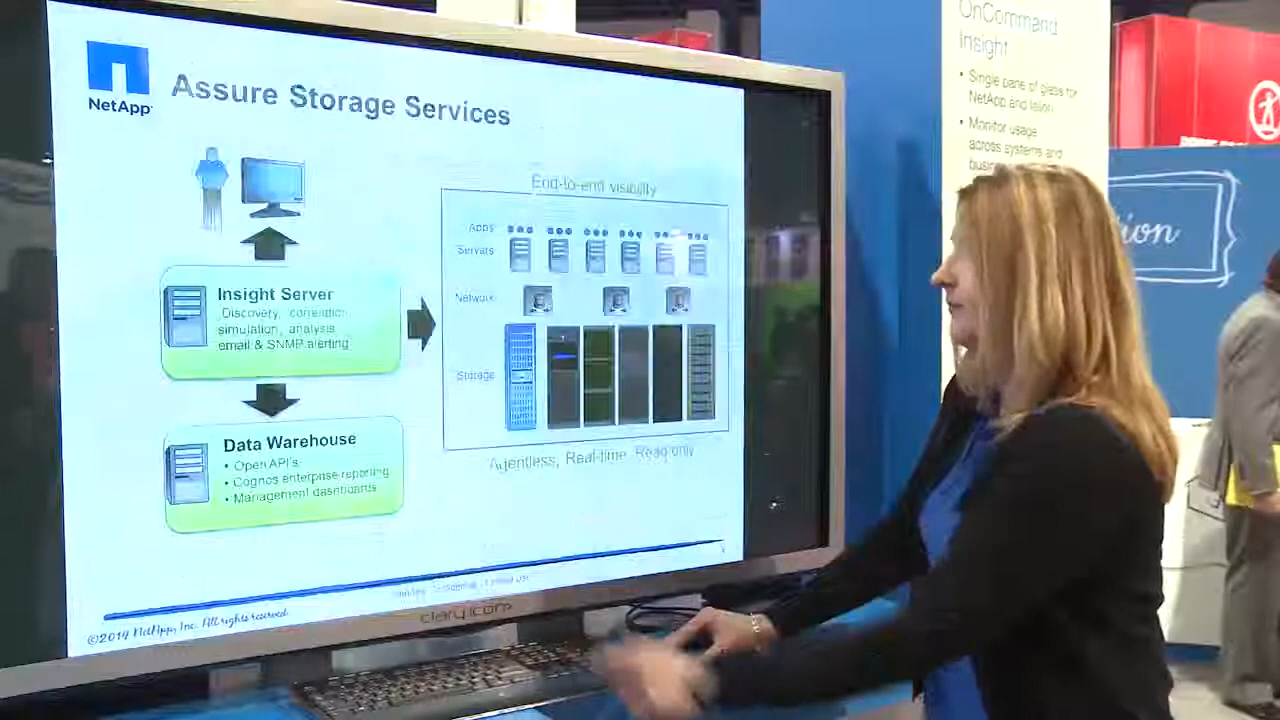 NetApp
Assure Storage Services
End-to-end visibility
Apps
Servers
Network
Storage
Insight Server
Discovery, correlation,
simulation, analysis
email & SNMP alerting
Data Warehouse
• Open API's
• Cognos enterprise reporting
• Management dashboards
Agentless, Real-time, Read only
©2014 NetApp, Inc. All rights reserved.
clary.icon
OnCommand
Insight
• Single pane of glass for
NetApp and
• Monitor usage
across systems and